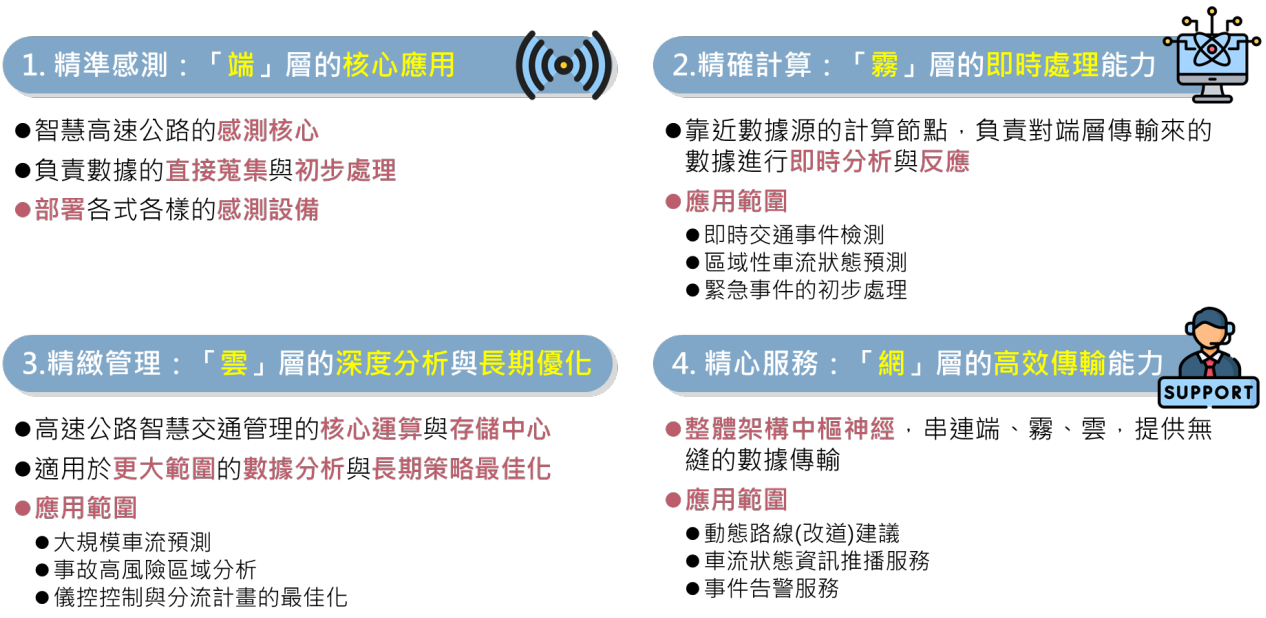 1. 精準感測：「端」層的核心應用
●智慧高速公路的感測核心
●負責數據的直接蒐集與初步處理
●部署各式各樣的感測設備
2.精確計算：「霧」層的即時處理能力
●靠近數據源的計算節點，負責對端層傳輸來的
數據進行即時分析與反應
●應用範圍
●即時交通事件檢測
●區域性車流狀態預測
●緊急事件的初步處理
3.精緻管理：「雲」層的深度分析與長期優化
●高速公路智慧交通管理的核心運算與存儲中心
●適用於更大範圍的數據分析與長期策略最佳化
●應用範圍
●大規模車流預測
●事故高風險區域分析
●儀控控制與分流計畫的最佳化
4. 精心服務：「網」層的高效傳輸能力
SUPPORT
●整體架構中樞神經，串連端、霧、雲，提供無
縫的數據傳輸
●應用範圍
●動態路線(改道)建議
●車流狀態資訊推播服務
●事件告警服務